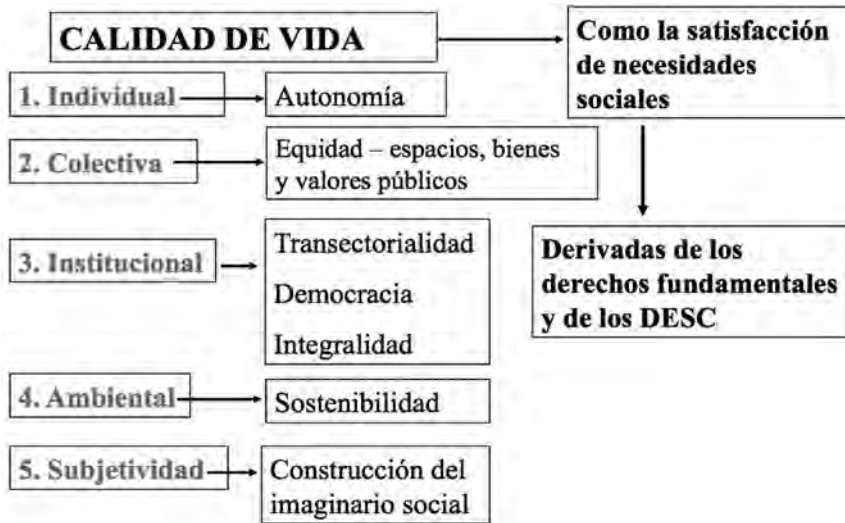 CALIDAD DE VIDA
Como la satisfacción
de necesidades
sociales
1. Individual
Autonomía
2. Colectiva
Equidad – espacios, bienes
y valores públicos
3. Institucional
Transectorialidad
Democracia
Integralidad
Derivadas de los
derechos fundamentales
y de los DESC
4. Ambiental
Sostenibilidad
5. Subjetividad
Construcción del
imaginario social